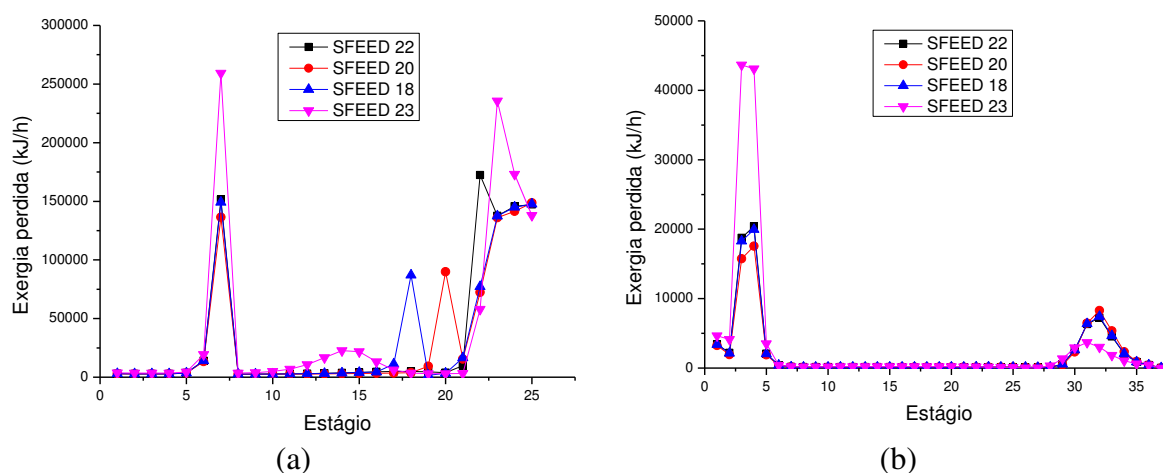 300000
250000
200000
150000
100000
50000
0
Exergia perdida (kJ/h)
SFEED 22
SFEED 20
SFEED 18
SFEED 23
0 5 10 15 20 25
Estágio
(a)
50000
40000
30000
20000
10000
0
Exergia perdida (kJ/h)
SFEED 22
SFEED 20
SFEED 18
SFEED 23
0 5 10 15 20 25 30 35
Estágio
(b)